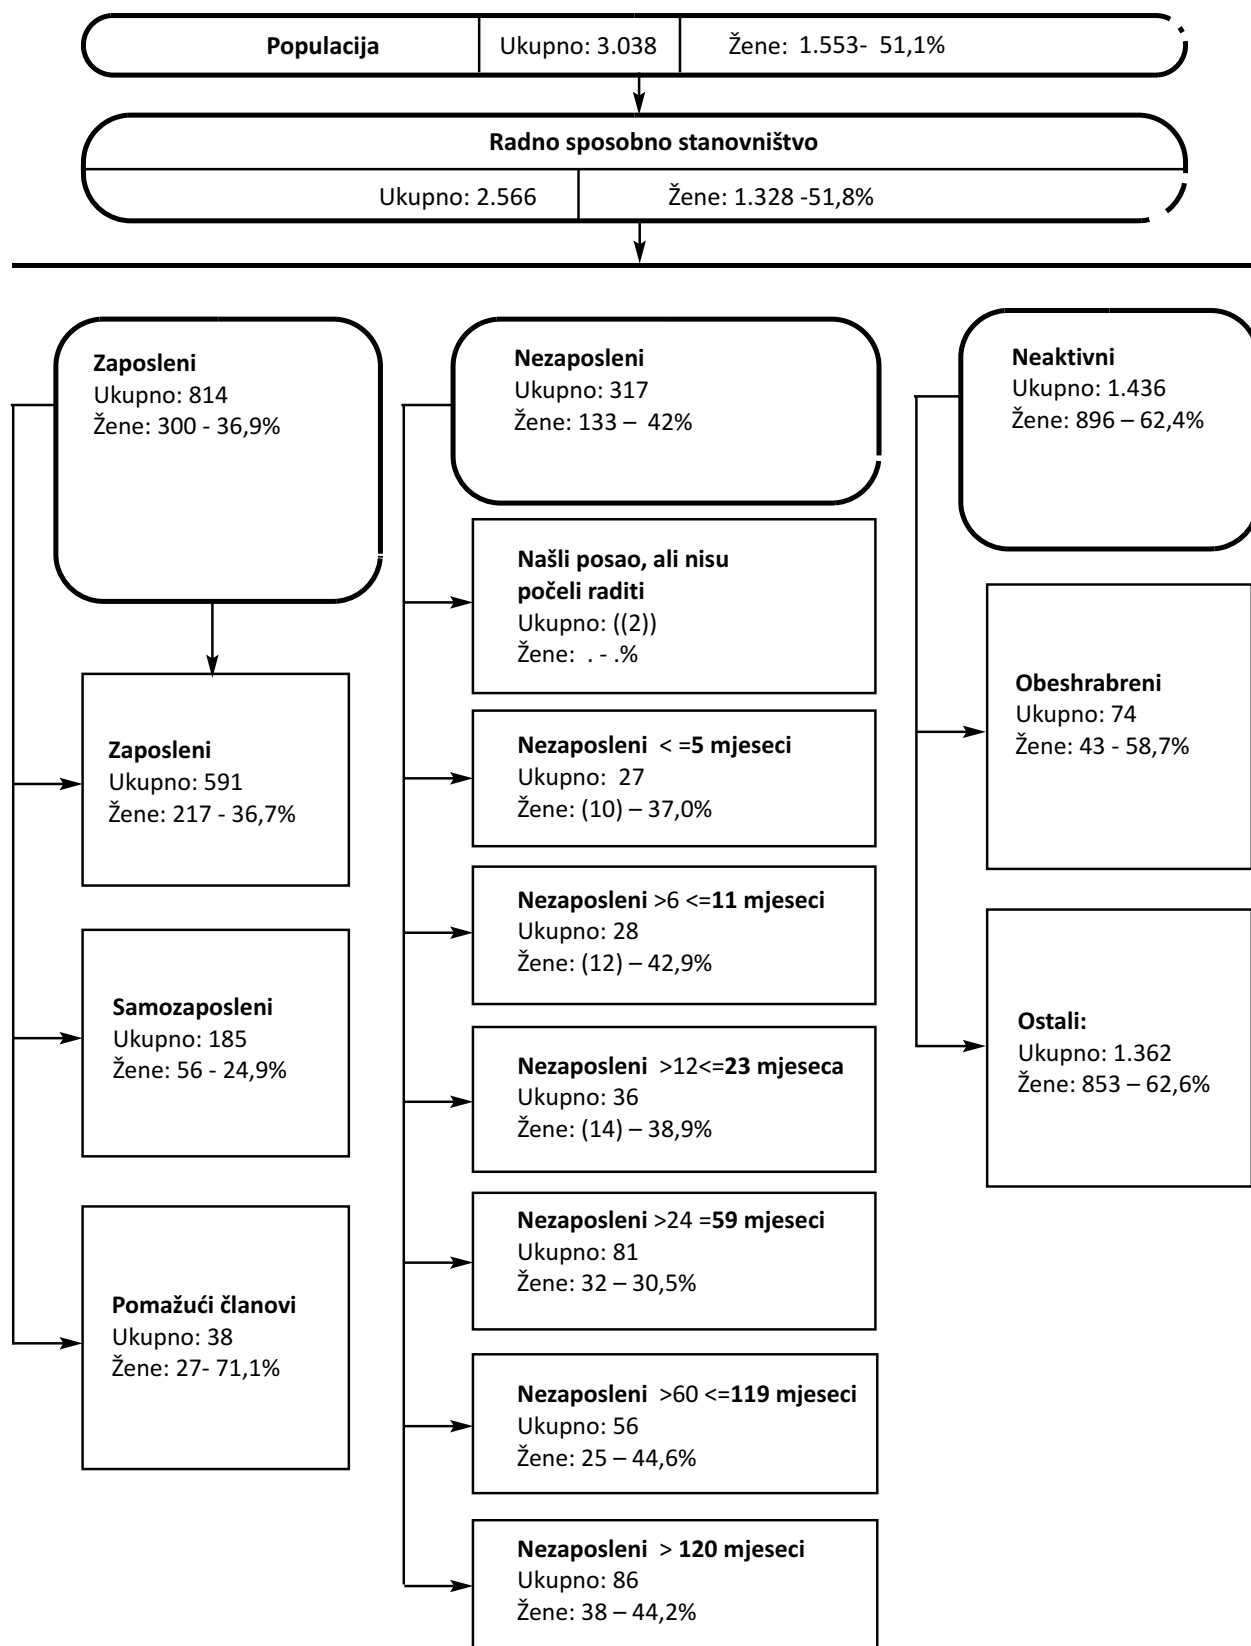 Populacija
Ukupno: 3.038
Žene: 1.553- 51,1%
Radno sposobno stanovništvo
Ukupno: 2.566
Žene: 1.328 -51,8%
Zaposleni
Ukupno: 814
Žene: 300 - 36,9%
Zaposleni
Ukupno: 591
Žene: 217 - 36,7%
Samozaposleni
Ukupno: 185
Žene: 56 - 24,9%
Pomažući članovi
Ukupno: 38
Žene: 27- 71,1%
Nezaposleni
Ukupno: 317
Žene: 133 – 42%
Našli posao, ali nisu
počeli raditi
Ukupno: ((2))
Žene: . - .%
Nezaposleni < =5 mjeseci
Ukupno: 27
Žene: (10) – 37,0%
Nezaposleni >6 <=11 mjeseci
Ukupno: 28
Žene: (12) – 42,9%
Nezaposleni >12<=23 mjeseca
Ukupno: 36
Žene: (14) – 38,9%
Nezaposleni >24 =59 mjeseci
Ukupno: 81
Žene: 32 – 30,5%
Nezaposleni >60 <=119 mjeseci
Ukupno: 56
Žene: 25 – 44,6%
Nezaposleni > 120 mjeseci
Ukupno: 86
Žene: 38 – 44,2%
Neaktivni
Ukupno: 1.436
Žene: 896 – 62,4%
Obeshrabreni
Ukupno: 74
Žene: 43 - 58,7%
Ostali:
Ukupno: 1.362
Žene: 853 – 62,6%